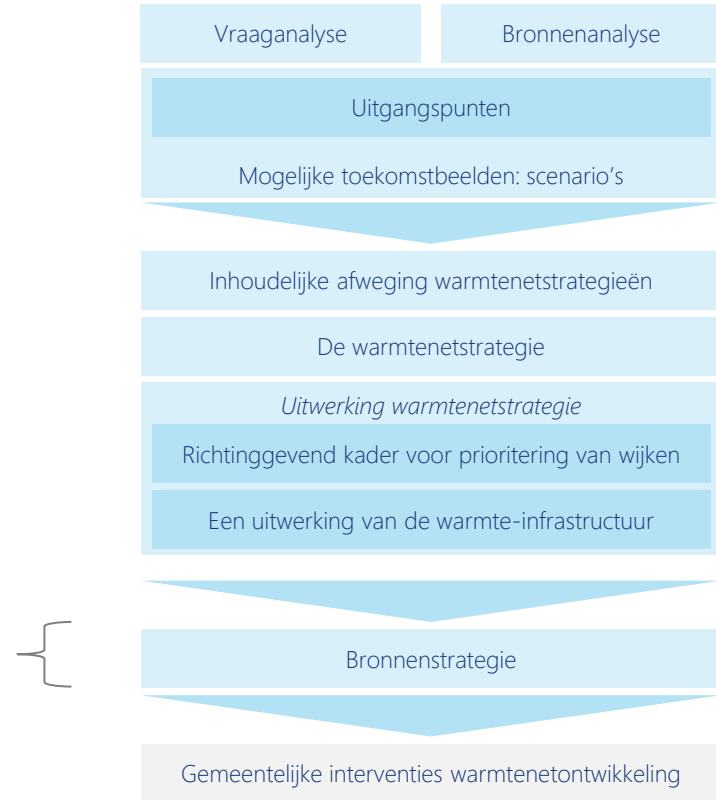 Vraaganalyse
Bronnenanalyse
Uitgangspunten
Mogelijke toekomstbeelden: scenario’s
Inhoudelijke afweging warmtenetstrategieën
De warmtenetstrategie
Uitwerking warmtenetstrategie
Richtinggevend kader voor prioritering van wijken
Een uitwerking van de warmte-infrastructuur
Bronnenstrategie
Gemeentelijke interventies warmtenetontwikkeling